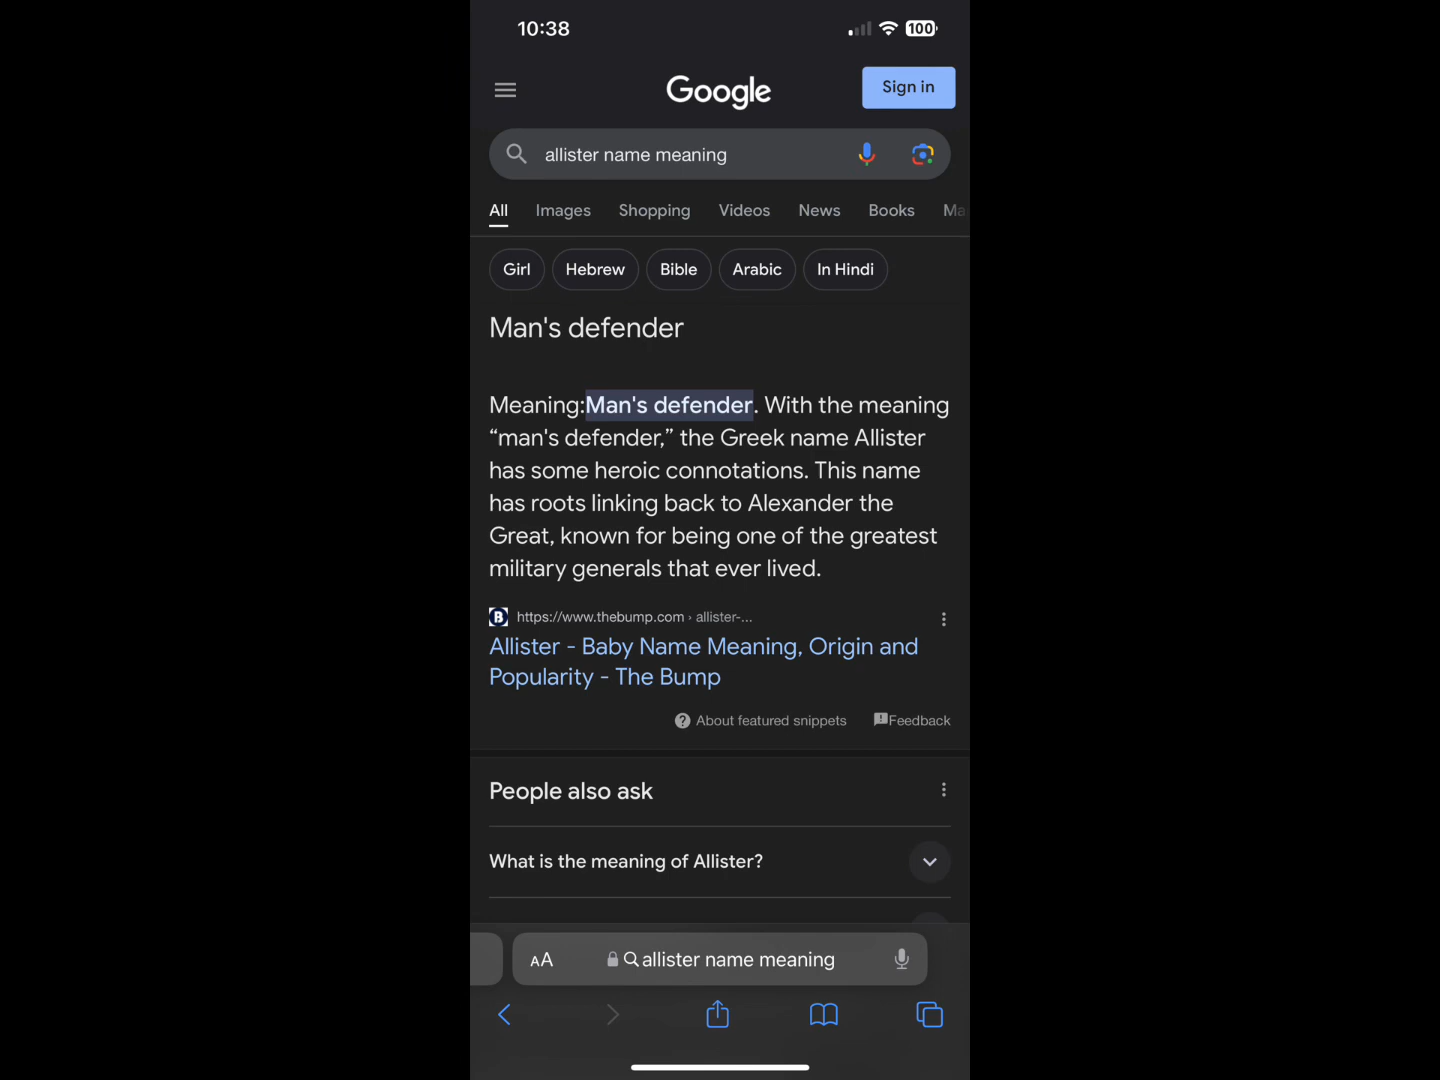 10:38
100
Google
Sign in
allister name meaning
All Images Shopping Videos News Books Ma
Girl Hebrew Bible Arabic In Hindi
Man's defender
Meaning:Man's defender. With the meaning
“man's defender,” the Greek name Allister
has some heroic connotations. This name
has roots linking back to Alexander the
Great, known for being one of the greatest
military generals that ever lived.
B https://www.thebump.com › allister-...
Allister - Baby Name Meaning, Origin and
Popularity - The Bump
About featured snippets Feedback
People also ask
What is the meaning of Allister?
AA allister name meaning